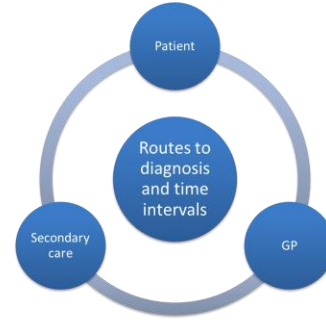 Patient
Routes to
diagnosis
and time
intervals
Secondary
care
GP